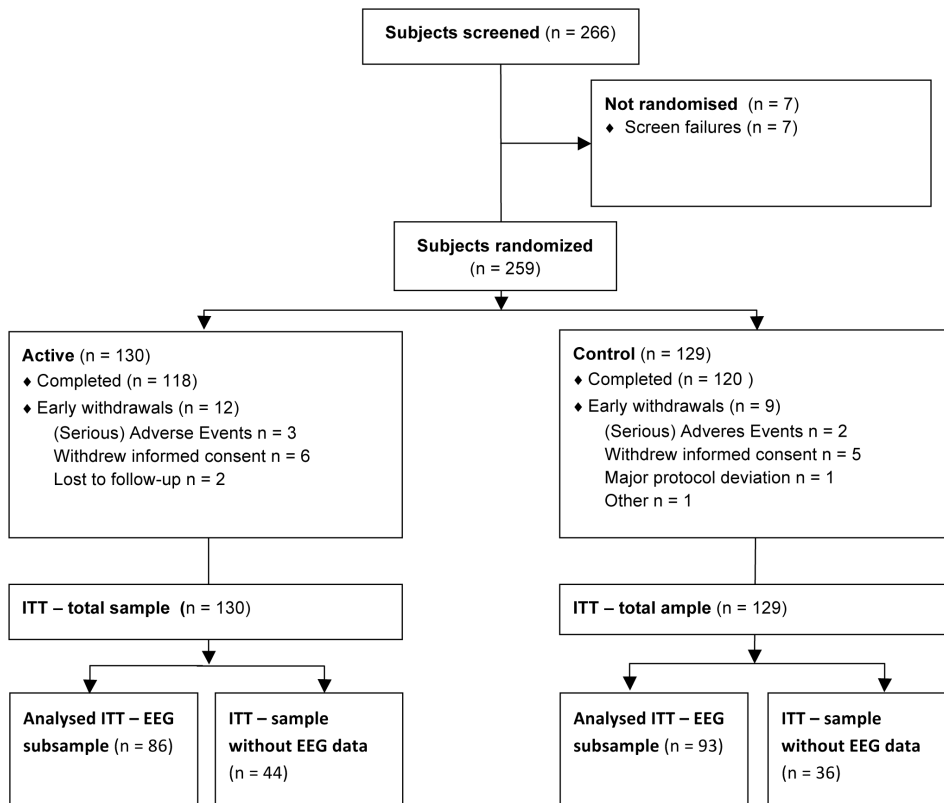 Subjects screened (n = 266)
Not randomised (n = 7)
♦ Screen failures (n = 7)
Subjects randomized
(n = 259)
Active (n = 130)
♦ Completed (n = 118)
♦ Early withdrawals (n = 12)
(Serious) Adverse Events n = 3
Withdrew informed consent n = 6
Lost to follow-up n = 2
Control (n = 129)
♦ Completed (n = 120 )
♦ Early withdrawals (n = 9)
(Serious) Adveres Events n = 2
Withdrew informed consent n = 5
Major protocol deviation n = 1
Other n = 1
ITT – total sample (n = 130)
ITT – total ample (n = 129)
Analysed ITT – EEG
subsample (n = 86)
ITT – sample
without EEG data
(n = 44)
Analysed ITT – EEG
subsample (n = 93)
ITT – sample
without EEG data
(n = 36)